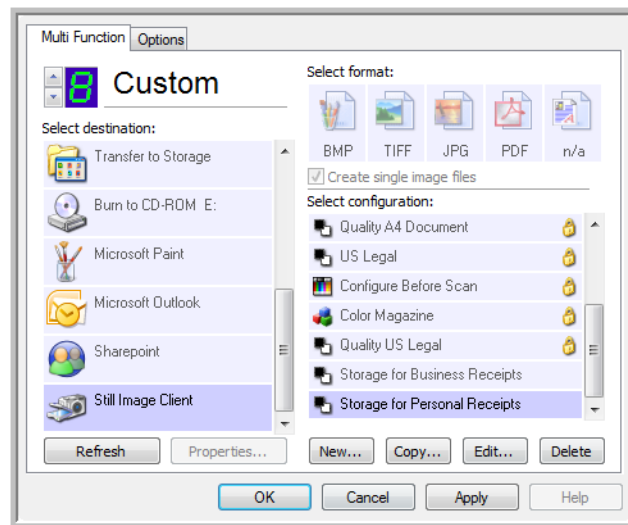 Multi Function
Options
8
Custom
Select destination:
Transfer to Storage
Burn to CD-ROM E:
Microsoft Paint
Microsoft Outlook
Sharepoint
Still Image Client
Refresh
Properties...
Select format:
BMP
TIFF
JPG
PDF
n/a
Create single image files
Select configuration:
Quality A4 Document
US Legal
Configure Before Scan
Color Magazine
Quality US Legal
Storage for Business Receipts
Storage for Personal Receipts
New...
Copy...
Edit...
Delete
OK
Cancel
Apply
Help